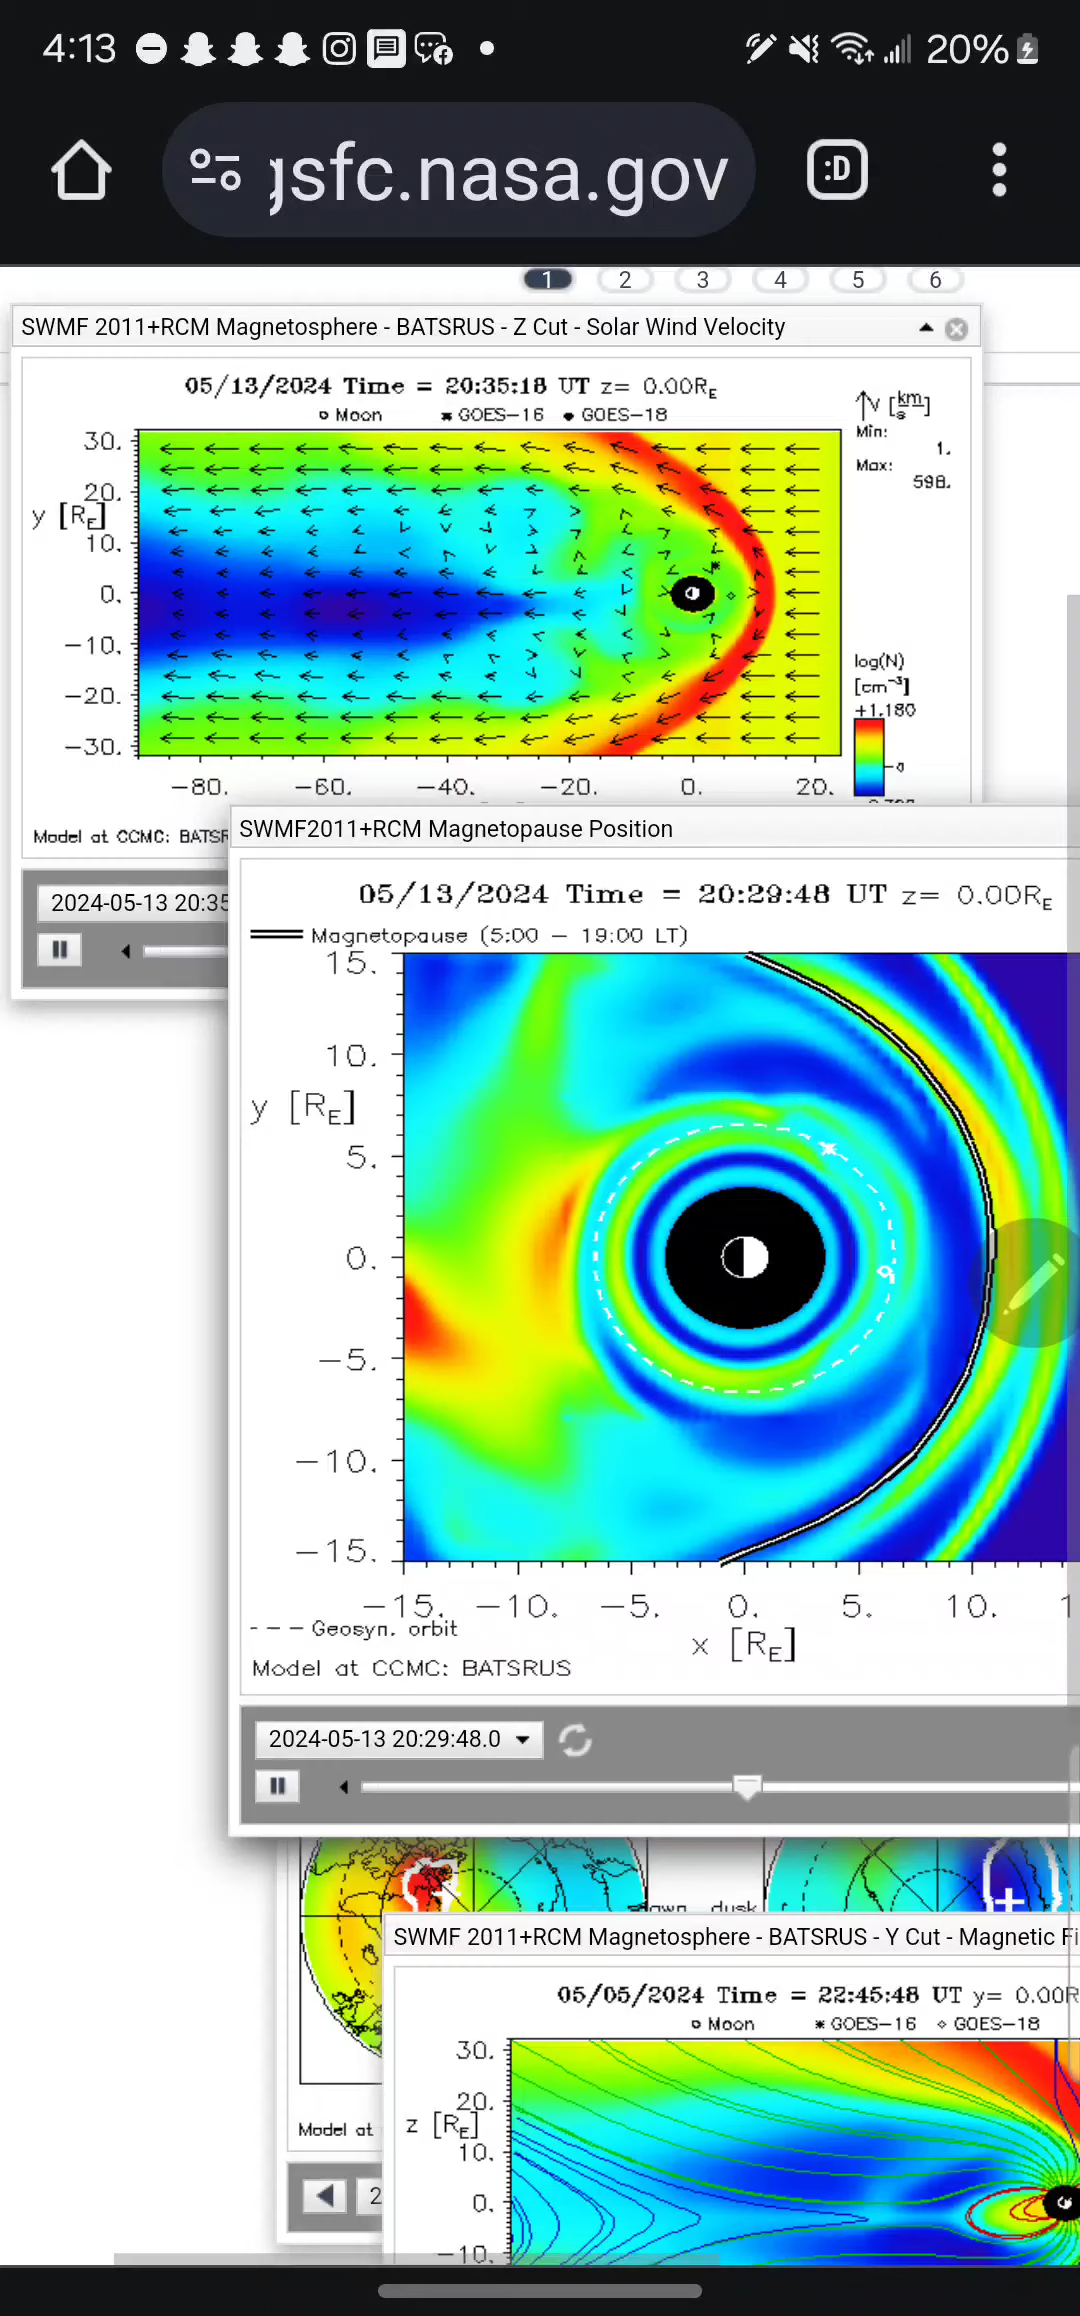 4:13
20%
gsfc.nasa.gov
:D
1 2 3 4 5 6
SWMF 2011+RCM Magnetosphere - BATSRUS - Z Cut - Solar Wind Velocity
05/13/2024 Time = 20:35:18 UT z= 0.00RE
Moon GOES-16 GOES-18
V [km/s]
Min:
1.
Max:
598.
30.
20.
y [RE]
10.
0.
-10.
-20.
-30.
log(N)
[cm-3]
+1.180
0
-80. -60. -40. -20. 0. 20.
Model at CCMC: BATSR
2024-05-13 20:35
SWMF2011+RCM Magnetopause Position
05/13/2024 Time = 20:29:48 UT z= 0.00RE
Magnetopause (5:00 - 19:00 LT)
15.
10.
y [RE]
5.
0.
-5.
-10.
-15.
-15. -10. -5. 0. 5. 10. 1
--- Geosyn. orbit
x [RE]
Model at CCMC: BATSRUS
2024-05-13 20:29:48.0
dawn dusk
SWMF 2011+RCM Magnetosphere - BATSRUS - Y Cut - Magnetic Fi
05/05/2024 Time = 22:45:48 UT y= 0.00R
Moon GOES-16 GOES-18
30.
20.
z [RE]
10.
0.
-10.
Model at
2